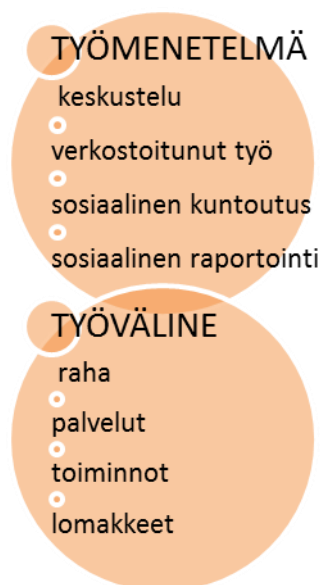 TYÖMENETELMÄ
keskustelu
verkostoitunut työ
sosiaalinen kuntoutus
sosiaalinen raportointi
TYÖVÄLINE
raha
palvelut
toiminnot
lomakkeet